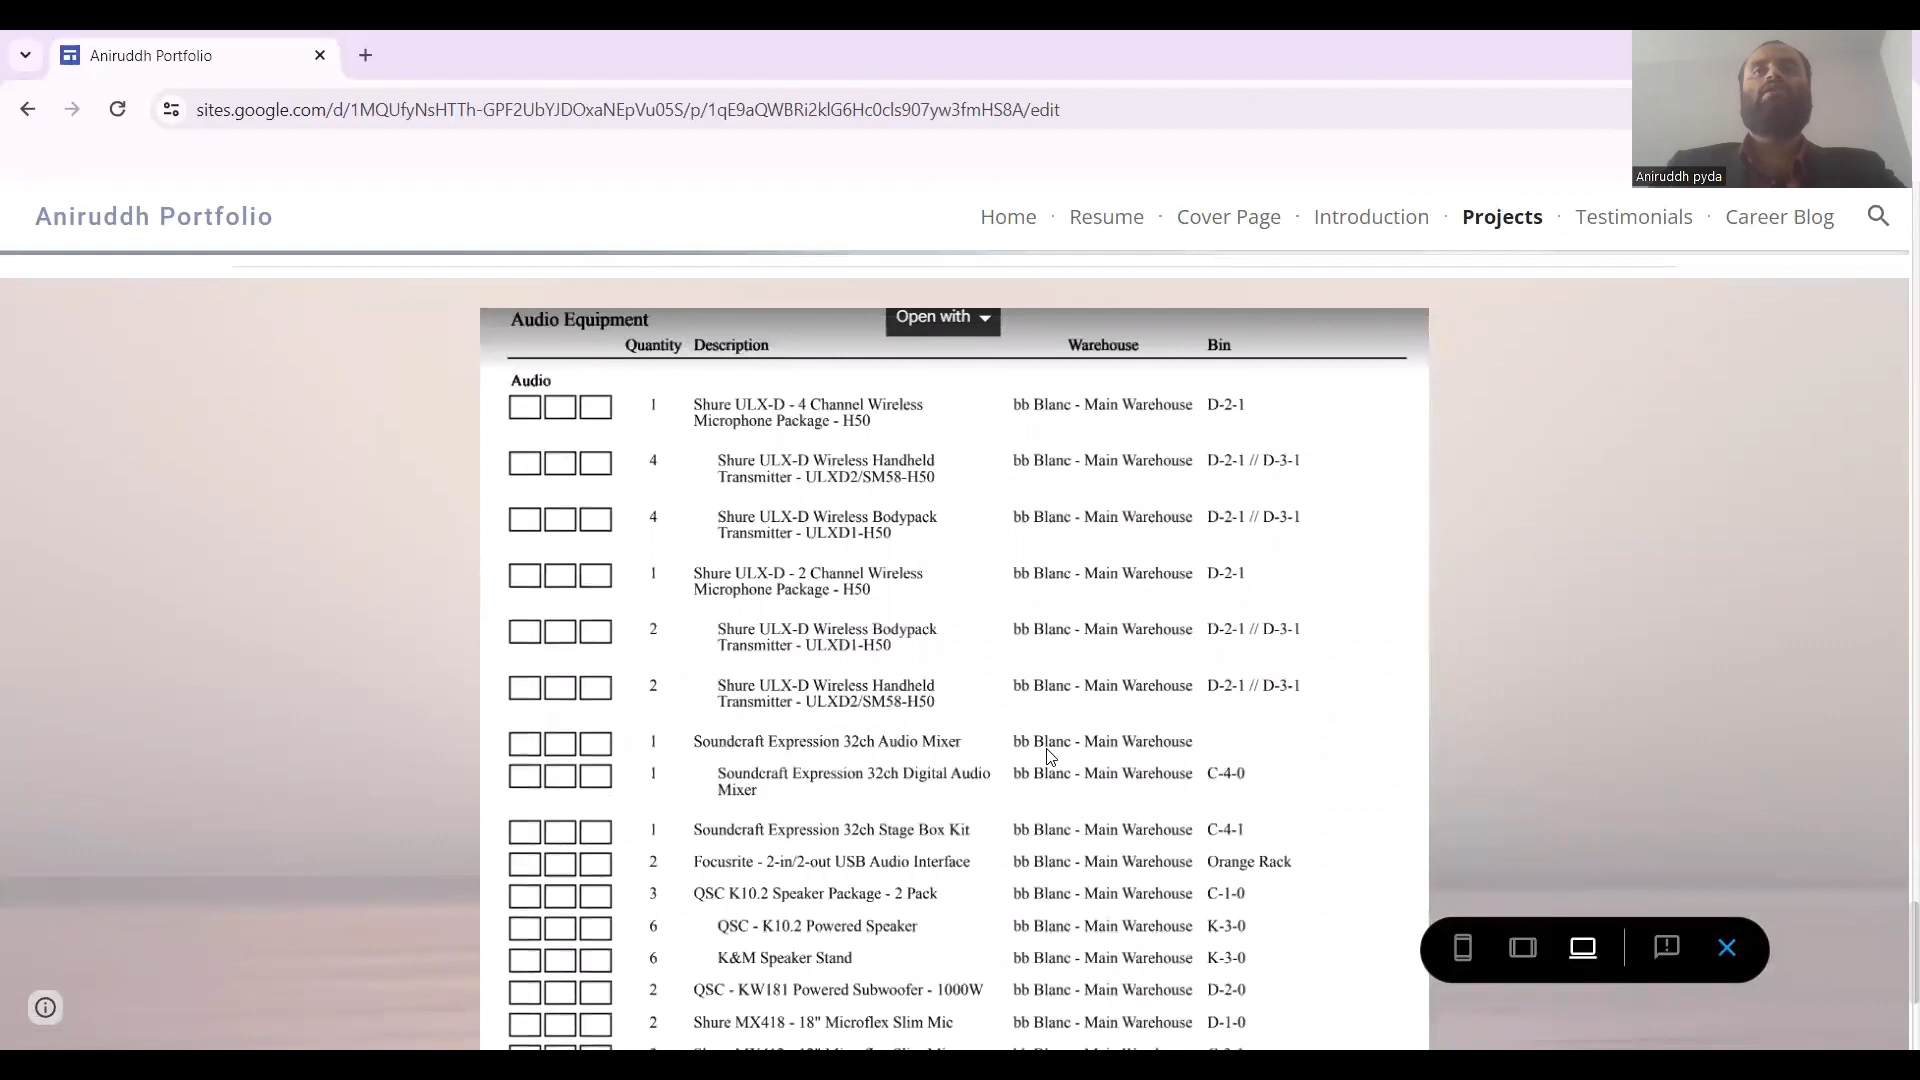 Aniruddh Portfolio
sites.google.com/d/1MQUfyNsHTTh-GPF2UbYJDOxaNEpVu05S/p/1qE9aQWBRi2klG6Hc0cls907yw3fmHS8A/edit
Aniruddh pyda
Aniruddh Portfolio
Home · Resume · Cover Page · Introduction · Projects · Testimonials · Career Blog
Audio Equipment
Open with
Quantity Description Warehouse Bin
Audio
1 Shure ULX-D - 4 Channel Wireless bb Blanc - Main Warehouse D-2-1
Microphone Package - H50
4 Shure ULX-D Wireless Handheld bb Blanc - Main Warehouse D-2-1 // D-3-1
Transmitter - ULXD2/SM58-H50
4 Shure ULX-D Wireless Bodypack bb Blanc - Main Warehouse D-2-1 // D-3-1
Transmitter - ULXD1-H50
1 Shure ULX-D - 2 Channel Wireless bb Blanc - Main Warehouse D-2-1
Microphone Package - H50
2 Shure ULX-D Wireless Bodypack bb Blanc - Main Warehouse D-2-1 // D-3-1
Transmitter - ULXD1-H50
2 Shure ULX-D Wireless Handheld bb Blanc - Main Warehouse D-2-1 // D-3-1
Transmitter - ULXD2/SM58-H50
1 Soundcraft Expression 32ch Audio Mixer bb Blanc - Main Warehouse
1 Soundcraft Expression 32ch Digital Audio bb Blanc - Main Warehouse C-4-0
Mixer
1 Soundcraft Expression 32ch Stage Box Kit bb Blanc - Main Warehouse C-4-1
2 Focusrite - 2-in/2-out USB Audio Interface bb Blanc - Main Warehouse Orange Rack
3 QSC K10.2 Speaker Package - 2 Pack bb Blanc - Main Warehouse C-1-0
6 QSC - K10.2 Powered Speaker bb Blanc - Main Warehouse K-3-0
6 K&M Speaker Stand bb Blanc - Main Warehouse K-3-0
2 QSC - KW181 Powered Subwoofer - 1000W bb Blanc - Main Warehouse D-2-0
2 Shure MX418 - 18" Microflex Slim Mic bb Blanc - Main Warehouse D-1-0